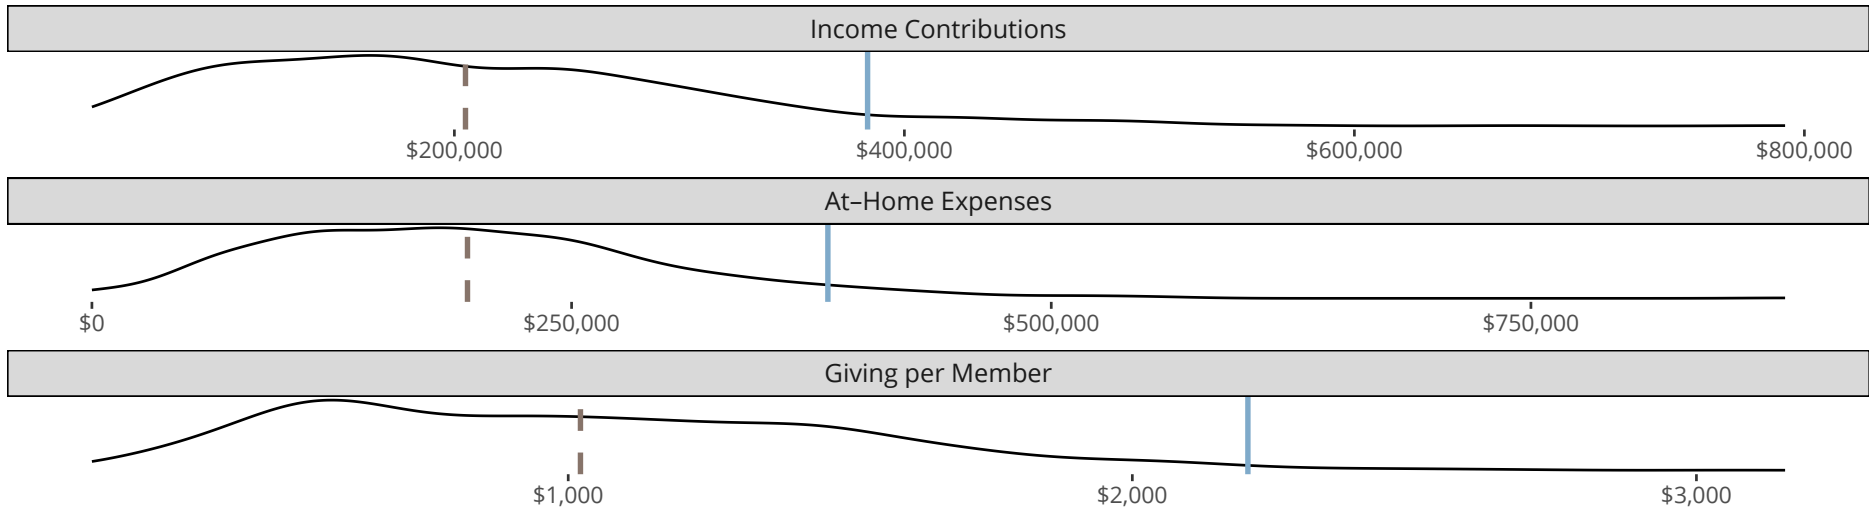 Income Contributions
$200,000 $400,000 $600,000 $800,000
At–Home Expenses
$0 $250,000 $500,000 $750,000
Giving per Member
$1,000 $2,000 $3,000